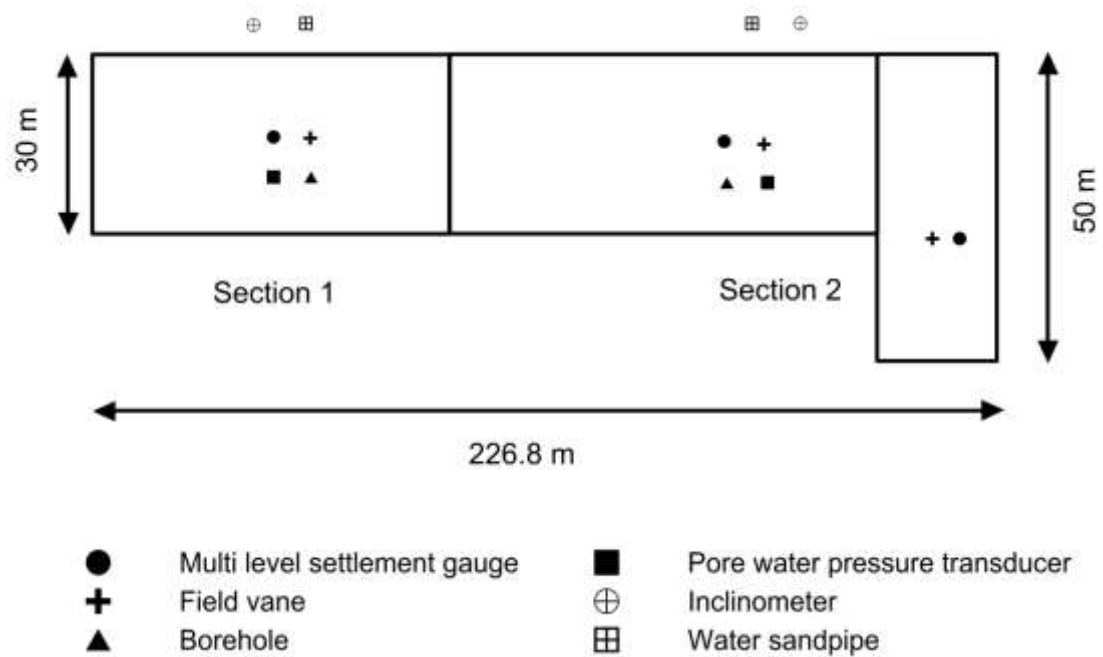 30 m
50 m
Section 1
Section 2
226.8 m
Multi level settlement gauge
Pore water pressure transducer
Field vane
Inclinometer
Borehole
Water sandpipe